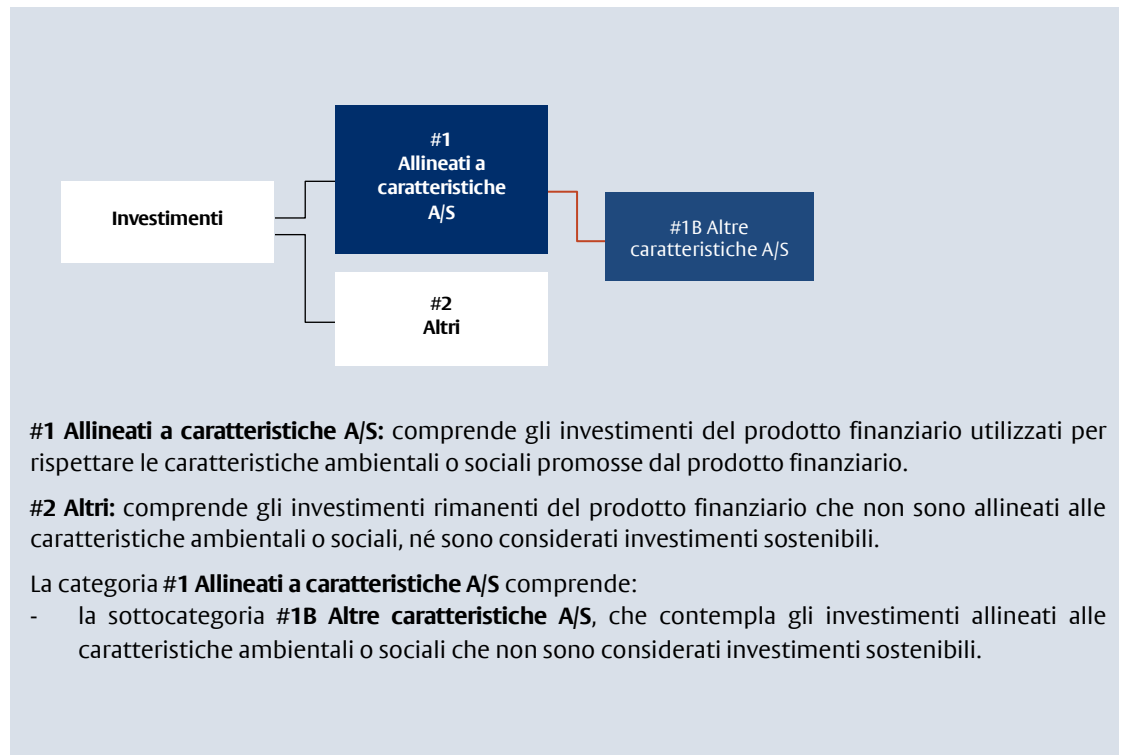 #1
Allineati a
caratteristiche
A/S
Investimenti
#1B Altre
caratteristiche A/S
#2
Altri
#1 Allineati a caratteristiche A/S: comprende gli investimenti del prodotto finanziario utilizzati per
rispettare le caratteristiche ambientali o sociali promosse dal prodotto finanziario.
#2 Altri: comprende gli investimenti rimanenti del prodotto finanziario che non sono allineati alle
caratteristiche ambientali o sociali, né sono considerati investimenti sostenibili.
La categoria #1 Allineati a caratteristiche A/S comprende:
- la sottocategoria #1B Altre caratteristiche A/S, che contempla gli investimenti allineati alle
caratteristiche ambientali o sociali che non sono considerati investimenti sostenibili.